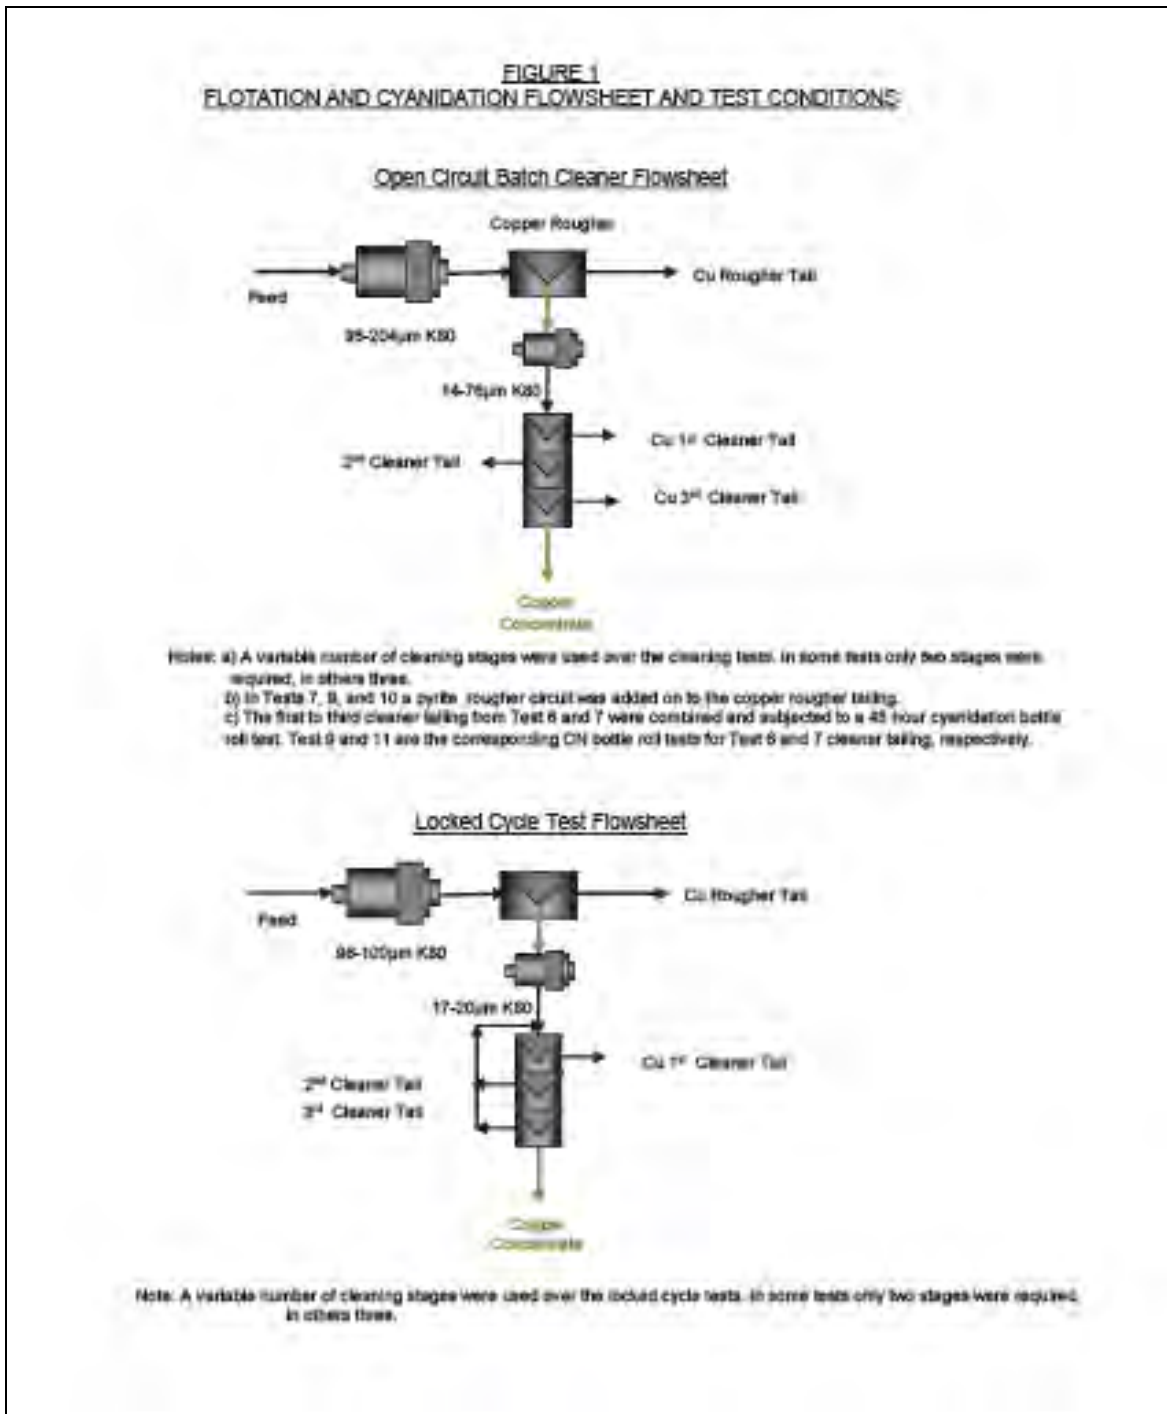 FIGURE 1
FLOTATION AND CYANIDATION FLOWSHEET AND TEST CONDITIONS
Open Circuit Batch Cleaner Flowsheet
Copper Rougher
Cu Rougher Tail
Feed
µm K80
µm K80
Cu 1st Cleaner Tail
2nd Cleaner Tail
Cu 3rd Cleaner Tail
Copper
Concentrate
Notes: a) A variable number of cleaning stages were used over the cleaning tests. In some tests only two stages were
required, in others three.
b) In Tests 7, and 10 a pyrite rougher circuit was added on to the copper rougher tailing.
c) The first to third cleaner tailing from Test 6 and 7 were combined and subjected to a hour cyanidation bottle
roll test. Test and 11 are the corresponding CN bottle roll tests for Test 6 and 7 cleaner tailing, respectively.
Locked Cycle Test Flowsheet
Cu Rougher Tail
Feed
µm K80
17-20µm K80
Cu 1st Cleaner Tail
2nd Cleaner Tail
3rd Cleaner Tail
Copper
Concentrate
Note: A variable number of cleaning stages were used over the locked cycle tests. In some tests only two stages were required,
in others three.